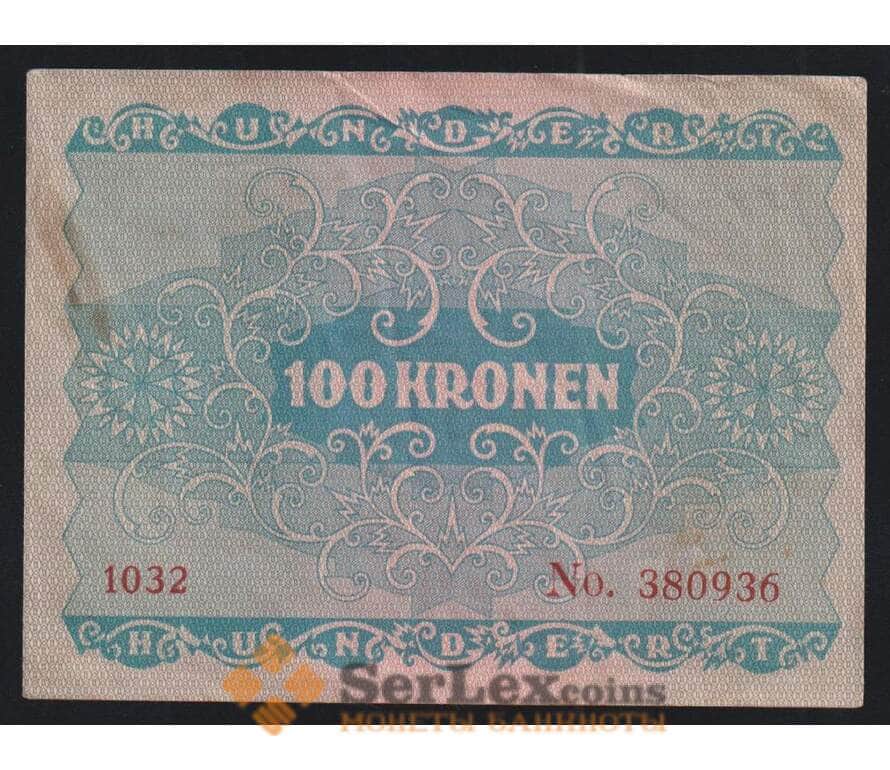 HUNDERT
100 KRONEN
1032 No. 380936
HUNDERT
SerLexcoins
МОНЕТЫ БАНКНОТЫ